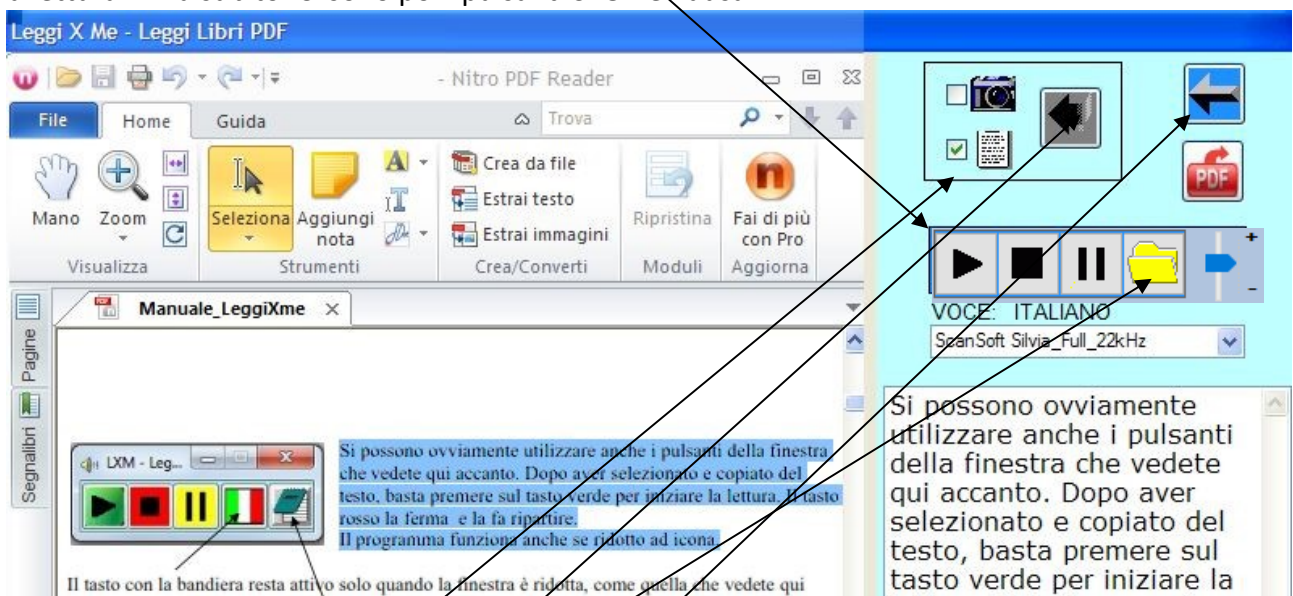 Leggi X Me - Leggi Libri PDF
- Nitro PDF Reader
File Home Guida Trova
Mano
Zoom
Seleziona
Aggiungi
nota
Crea da file
Estrai testo
Estrai immagini
Ripristina
Fai di più
con Pro
Visualizza Strumenti Crea/Converti Moduli Aggiorna
Manuale_LeggiXme
Pagine
Segnalibri
LXM - Leg...
Si possono ovviamente utilizzare anche i pulsanti della finestra
che vedete qui accanto. Dopo aver selezionato e copiato del
testo, basta premere sul tasto verde per iniziare la lettura. Il tasto
rosso la ferma e la fa ripartire.
Il programma funziona anche se ridotto ad icona.
Il tasto con la bandiera resta attivo solo quando la finestra è ridotta, come quella che vedete qui
PDF
+
-
VOCE: ITALIANO
ScanSoft Silvia_Full_22kHz
Si possono ovviamente
utilizzare anche i pulsanti
della finestra che vedete
qui accanto. Dopo aver
selezionato e copiato del
testo, basta premere sul
tasto verde per iniziare la